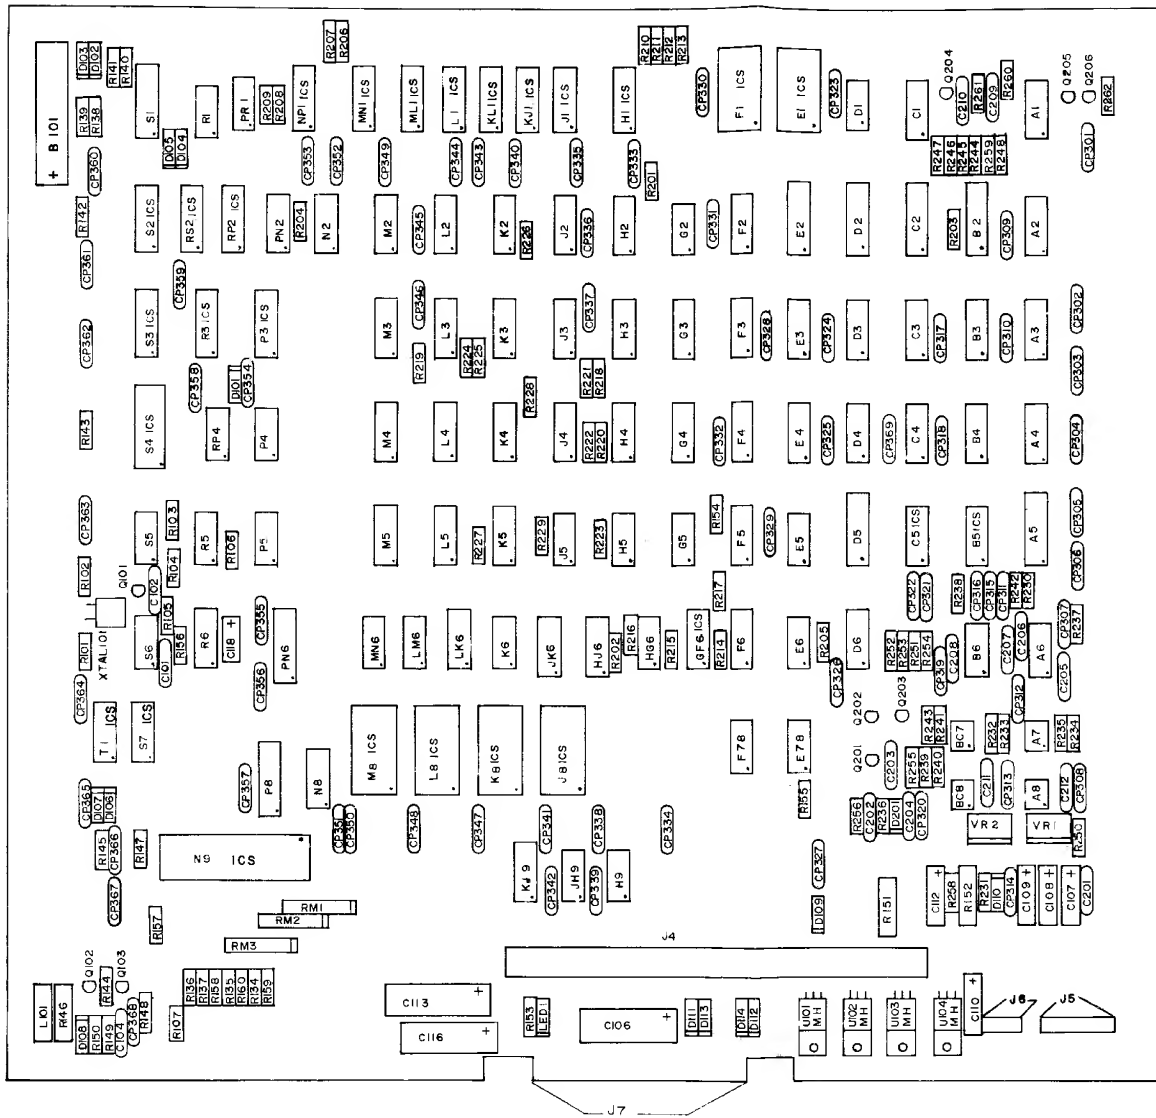 + B101
D103
D102
R141
R140
R139
R138
CP360
S1
D105
D104
R1
PR1
R209
R208
NP1 ICS
R207
R206
MN1 ICS
ML1 ICS
L1 ICS
KL1 ICS
KJ1 ICS
J1 ICS
H1 ICS
R210
R211
R212
R213
CP330
F1 ICS
E1 ICS
CP323
D1
C1
Q204
C210
R261
C209
R260
A1
Q205
Q206
R262
CP353
CP352
CP349
CP344
CP343
CP340
CP335
CP333
R201
R247
R246
R245
R244
R259
R248
CP301
R142
S2 ICS
RS2 ICS
RP2 ICS
PN2
R204
N2
M2
CP345
L2
K2
R226
J2
CP336
H2
G2
CP331
F2
E2
D2
C2
R203
B2
CP309
A2
CP361
CP359
CP362
S3 ICS
R3 ICS
P3 ICS
M3
CP346
R219
L3
R224
R225
K3
J3
CP337
H3
G3
F3
CP328
E3
CP324
D3
C3
CP317
B3
CP310
A3
CP302
CP303
CP358
D101
CP354
R228
R221
R218
R143
S4 ICS
RP4
P4
M4
L4
K4
J4
R222
R220
H4
G4
CP332
F4
E4
CP325
D4
CP369
C4
CP318
B4
A4
CP304
CP363
R103
S5
R5
R106
P5
M5
L5
R227
K5
R229
J5
R223
H5
G5
R154
F5
CP329
E5
D5
C5 ICS
B5 ICS
A5
CP305
CP306
R102
Q101
C102
R104
R105
R217
CP322
CP321
R238
CP316
CP315
CP311
R242
R230
R101
XTAL101
S6
C101
R156
R6
C118 +
CP355
CP356
PN6
MN6
LM6
LK6
K6
JK6
HJ6
R202
R216
HG6
R215
GF6 ICS
R214
F6
E6
R205
CP326
D6
R252
R253
R251
R254
CP319
C208
B6
C207
C206
A6
CP307
R237
C205
CP364
T1 ICS
S7 ICS
M8 ICS
L8 ICS
K8 ICS
J8 ICS
F78
E78
Q202
Q203
Q201
R243
R241
BC7
R232
R233
CP312
A7
R235
R234
CP365
D107
D106
CP357
P8
N8
R155
C203
R255
R239
R240
BC8
C211
CP313
A8
C212
CP308
R145
CP366
R147
CP351
CP350
CP348
CP347
CP341
CP338
CP334
R256
C202
R236
D201
C204
CP320
VR2
VR1
R250
N9 ICS
CP367
KJ9
CP342
JH9
CP339
H9
CP327
D109
R151
C112 +
R258
R152
R231
D110
CP314
C109 +
C108 +
C107 +
C201
R157
RM1
RM2
RM3
J4
L101
R146
Q102
R144
Q103
D108
R150
R149
C104
CP368
R148
R107
R136
R137
R158
R135
R160
R134
R159
C113 +
C116 +
R153
LED1
C106 +
D111
D113
D114
D112
U101
MH
U102
MH
U103
MH
U104
MH
C110 +
J6
J5
J7